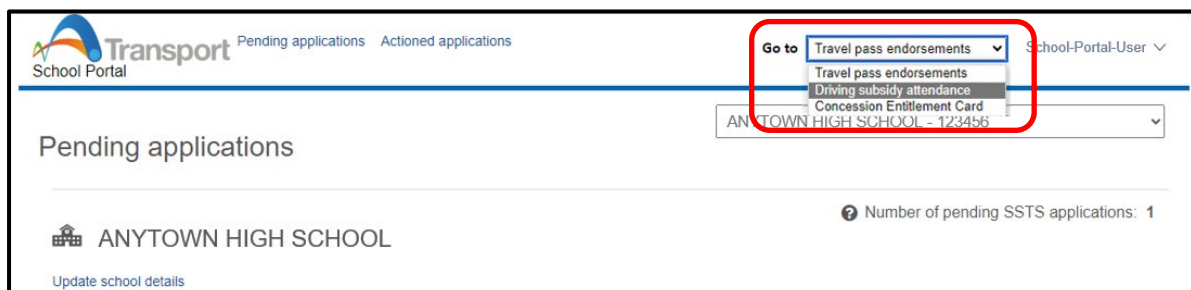 Transport
School Portal
Pending applications Actioned applications
Go to Travel pass endorsements School-Portal-User
Travel pass endorsements
Driving subsidy attendance
Concession Entitlement Card
ANYTOWN HIGH SCHOOL - 123456
Pending applications
Number of pending SSTS applications: 1
ANYTOWN HIGH SCHOOL
Update school details